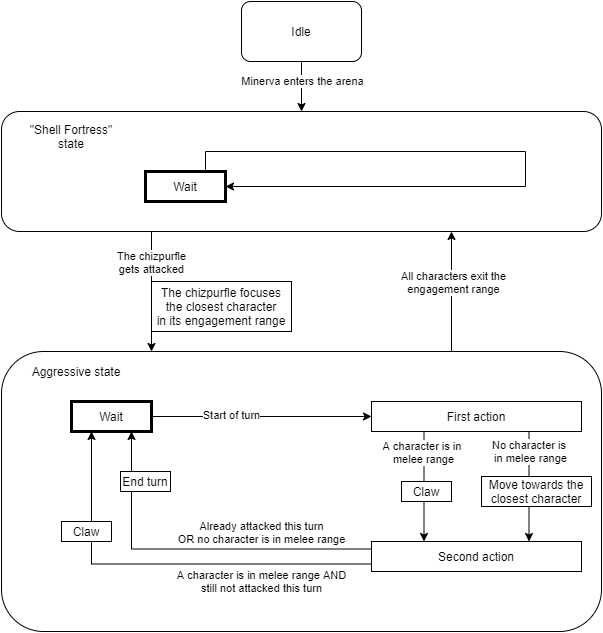 Idle
Minerva enters the arena
"Shell Fortress"
state
Wait
The chizpurfle
gets attacked
The chizpurfle focuses
the closest character
in its engagement range
All characters exit the
engagement range
Aggressive state
Wait
Start of turn
First action
A character is in
melee range
No character is
in melee range
End turn
Claw
Move towards the
closest character
Claw
Already attacked this turn
OR no character is in melee range
Second action
A character is in melee range AND
still not attacked this turn